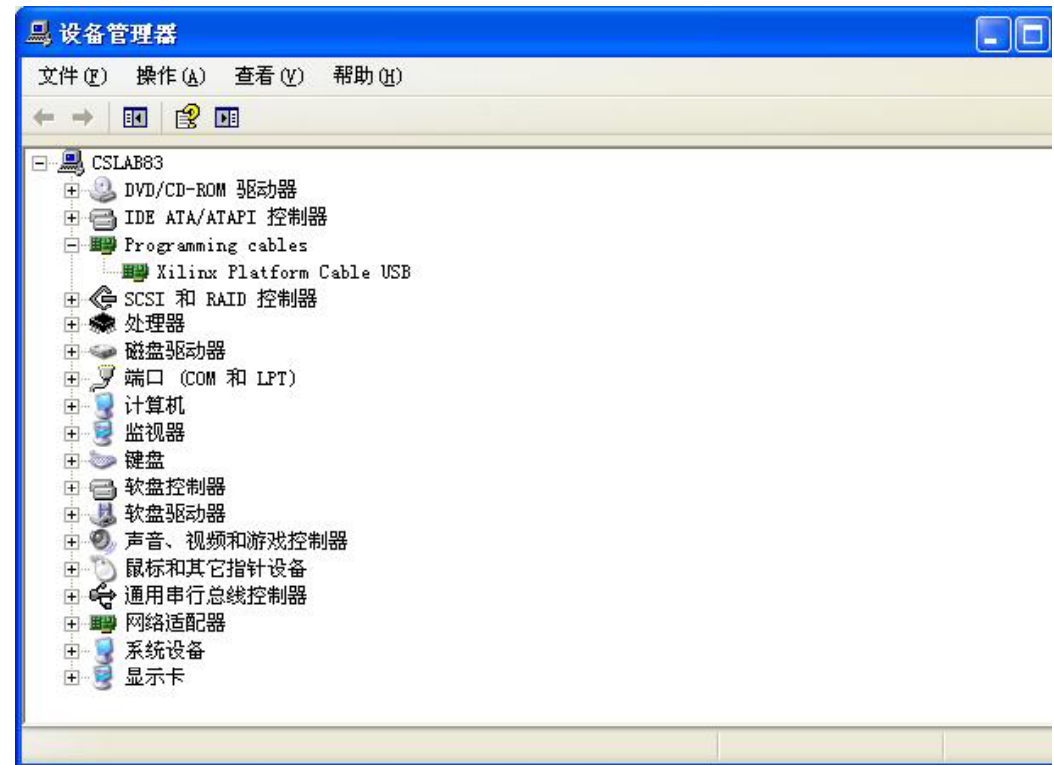 设备管理器
文件(F) 操作(A) 查看(V) 帮助(H)
CSLAB83
DVD/CD-ROM 驱动器
IDE ATA/ATAPI 控制器
Programming cables
Xilinx Platform Cable USB
SCSI 和 RAID 控制器
处理器
磁盘驱动器
端口 (COM 和 LPT)
计算机
监视器
键盘
软盘控制器
软盘驱动器
声音、视频和游戏控制器
鼠标和其它指针设备
通用串行总线控制器
网络适配器
系统设备
显示卡